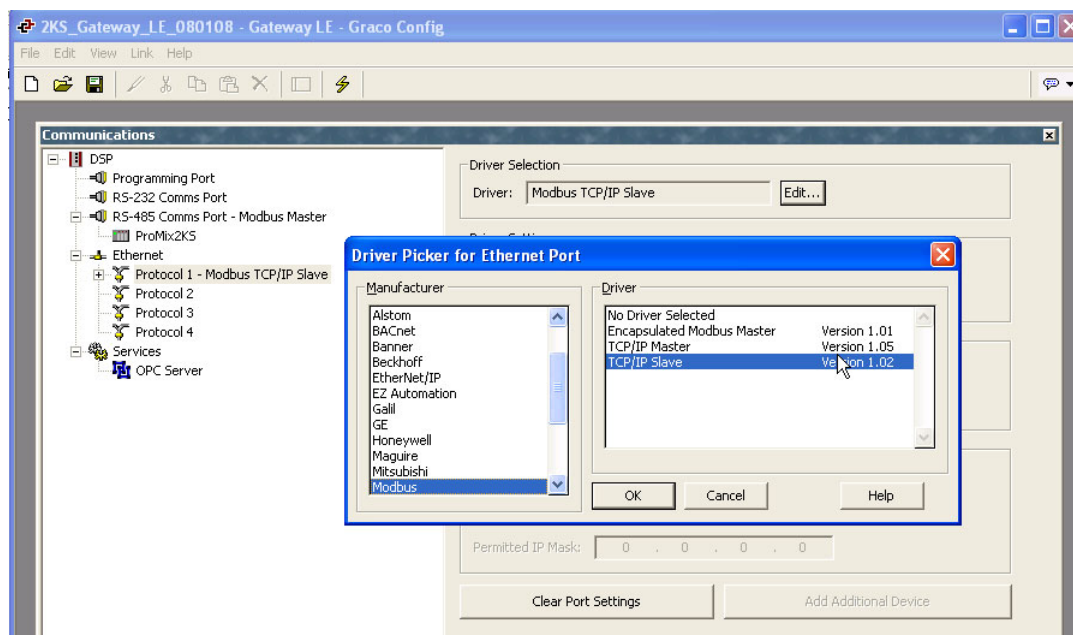 2KS_Gateway_LE_080108 - Gateway LE - Graco Config
File Edit View Link Help
Communications
DSP
Programming Port
RS-232 Comms Port
RS-485 Comms Port - Modbus Master
ProMix2KS
Ethernet
Protocol 1 - Modbus TCP/IP Slave
Protocol 2
Protocol 3
Protocol 4
Services
OPC Server
Driver Selection
Driver: Modbus TCP/IP Slave Edit...
Driver Picker for Ethernet Port
Manufacturer
Alstom
BACnet
Banner
Beckhoff
EtherNet/IP
EZ Automation
Galil
GE
Honeywell
Maguire
Mitsubishi
Modbus
Driver
No Driver Selected
Encapsulated Modbus Master Version 1.01
TCP/IP Master Version 1.05
TCP/IP Slave Version 1.02
OK Cancel Help
Permitted IP Mask: 0 . 0 . 0 . 0
Clear Port Settings Add Additional Device